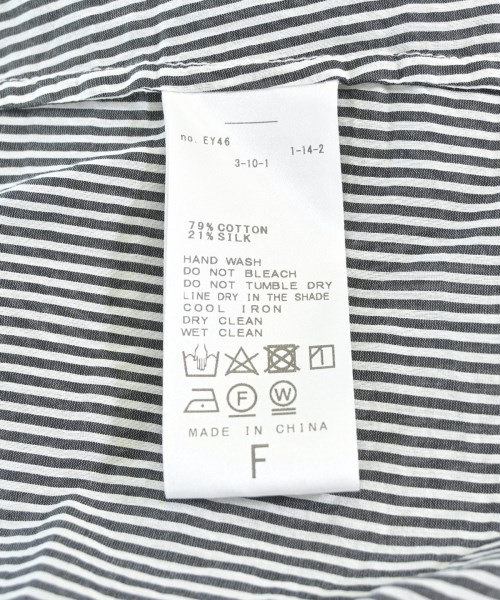 no. EY46
3-10-1 1-14-2
79% COTTON
21% SILK
HAND WASH
DO NOT BLEACH
DO NOT TUMBLE DRY
LINE DRY IN THE SHADE
COOL IRON
DRY CLEAN
WET CLEAN
F W
MADE IN CHINA
F